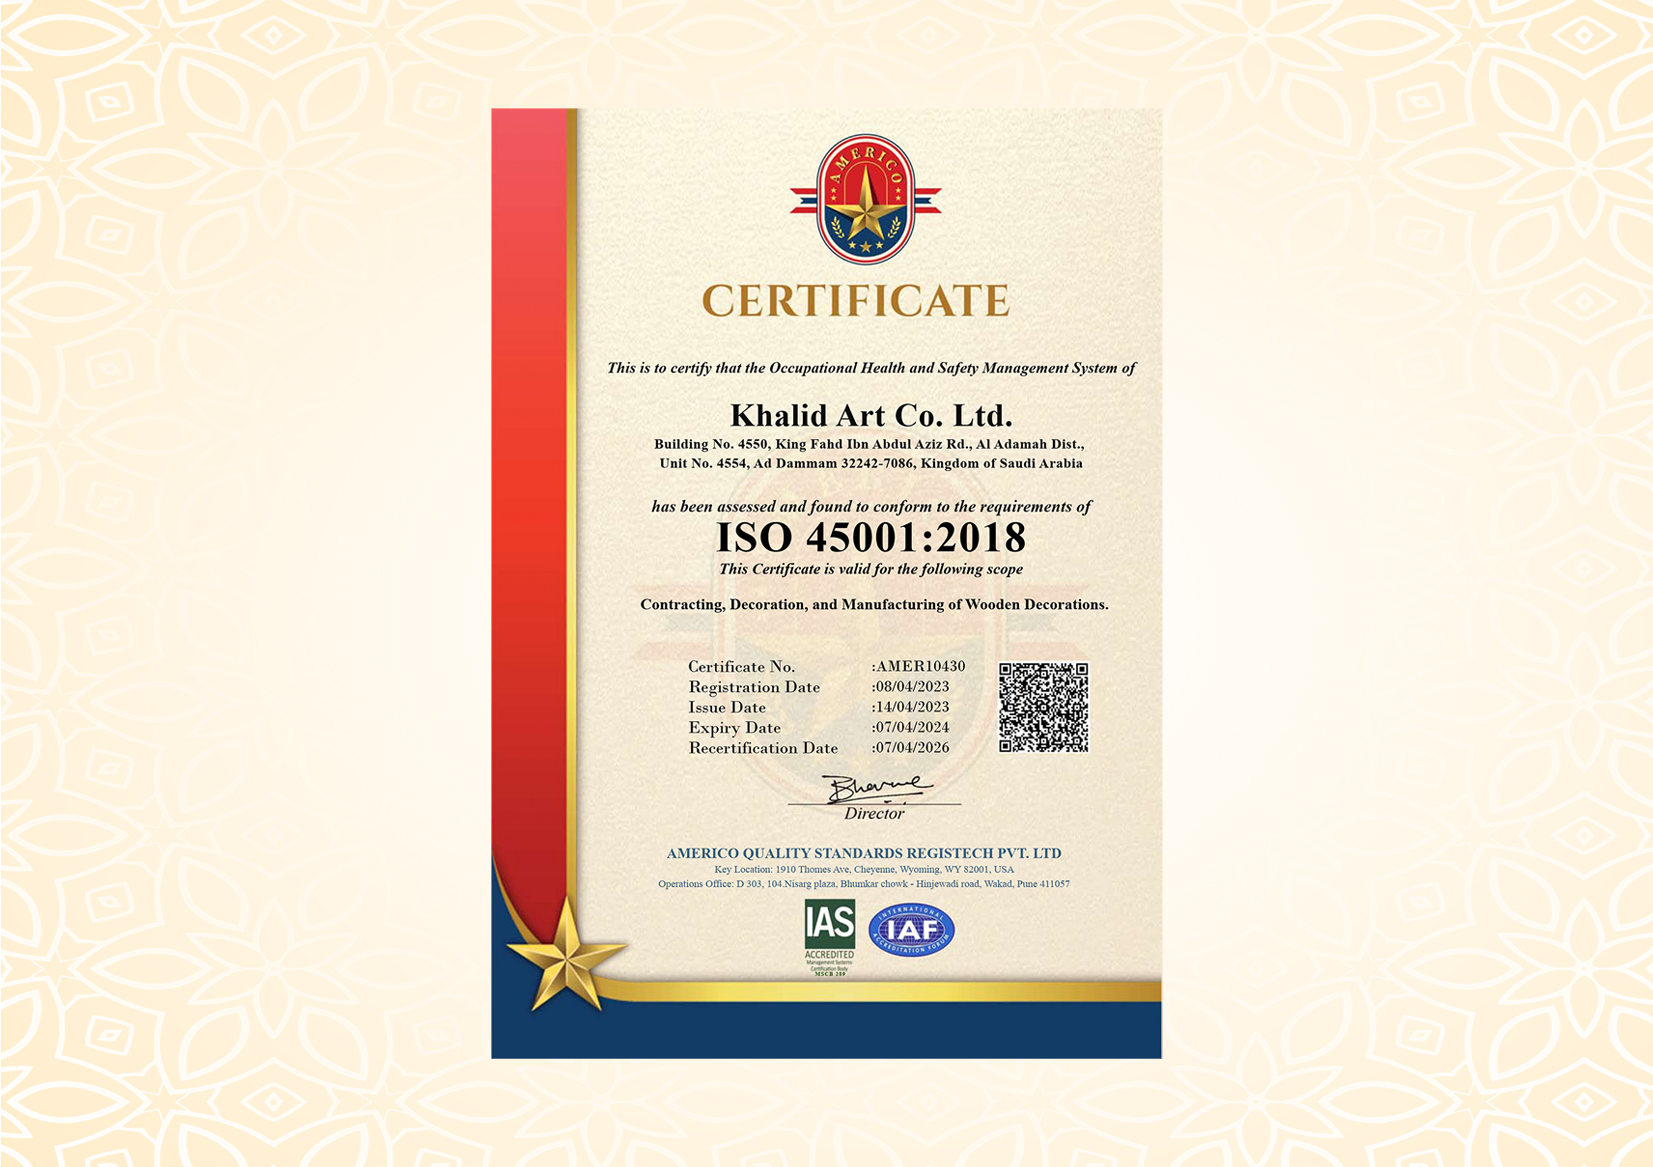 AMERICO
CERTIFICATE
This is to certify that the Occupational Health and Safety Management System of
Khalid Art Co. Ltd.
Building No. 4550, King Fahd Ibn Abdul Aziz Rd., Al Adamah Dist.,
Unit No. 4554, Ad Dammam 32242-7086, Kingdom of Saudi Arabia
has been assessed and found to conform to the requirements of
ISO 45001:2018
This Certificate is valid for the following scope
Contracting, Decoration, and Manufacturing of Wooden Decorations.
Certificate No. :AMER10430
Registration Date :08/04/2023
Issue Date :14/04/2023
Expiry Date :07/04/2024
Recertification Date :07/04/2026
Director
AMERICO QUALITY STANDARDS REGISTECH PVT. LTD
Key Location: 1910 Thomes Ave, Cheyenne, Wyoming, WY 82001, USA
Operations Office: D 303, 104.Nisarg plaza, Bhumkar chowk - Hinjewadi road, Wakad, Pune 411057
IAS
ACCREDITED
Management Systems
Certification Body
MSCB 289
INTERNATIONAL
IAF
ACCREDITATION FORUM